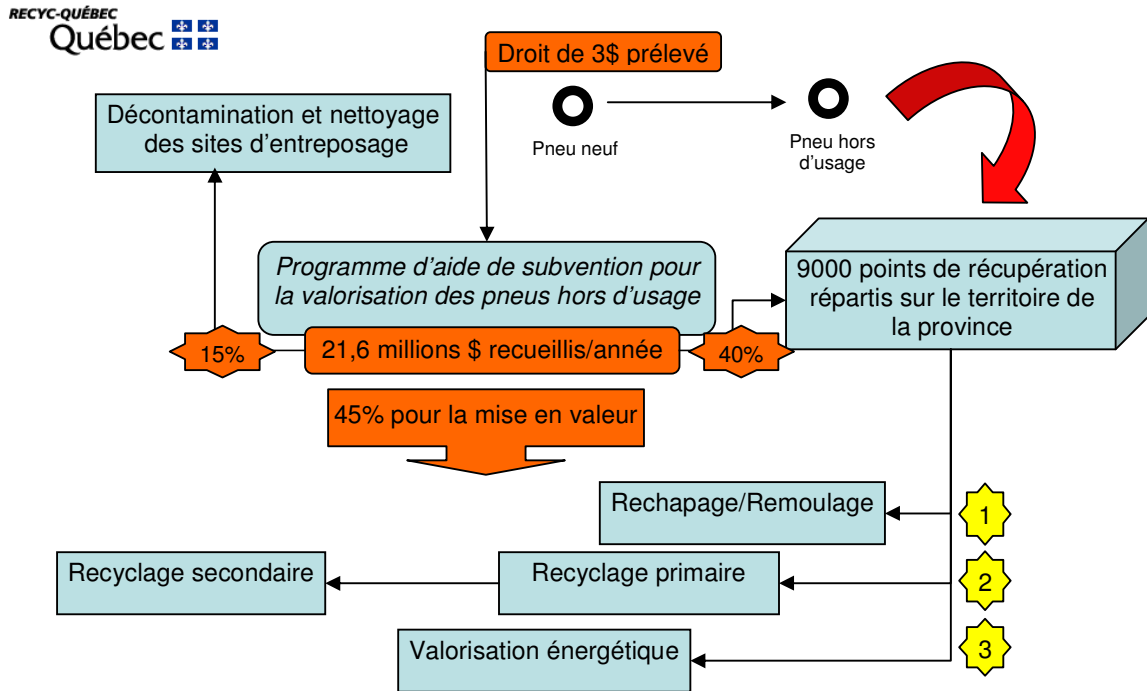 RECYC-QUÉBEC
Québec
Droit de 3$ prélevé
Décontamination et nettoyage
des sites d'entreposage
Pneu neuf
Pneu hors
d'usage
Programme d'aide de subvention pour
la valorisation des pneus hors d'usage
9000 points de récupération
répartis sur le territoire de
la province
15%
21,6 millions $ recueillis/année
40%
45% pour la mise en valeur
Rechapage/Remoulage
1
Recyclage secondaire
Recyclage primaire
2
Valorisation énergétique
3